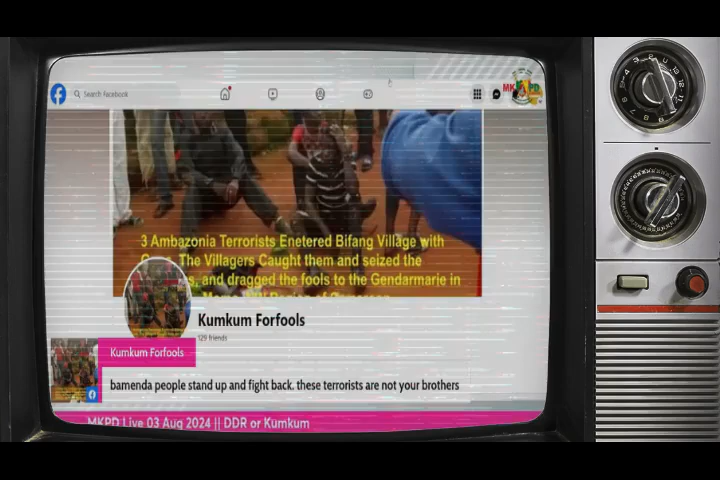 Search Facebook
MKPD
3 Ambazonia Terrorists Enetered Bifang Village with
The Villagers Caught them and seized the
and dragged the fools to the Gendarmarie in
Kumkum Forfools
129 friends
Kumkum Forfools
bamenda people stand up and fight back. these terrorists are not your brothers
MKPD Live 03 Aug 2024 || DDR or Kumkum